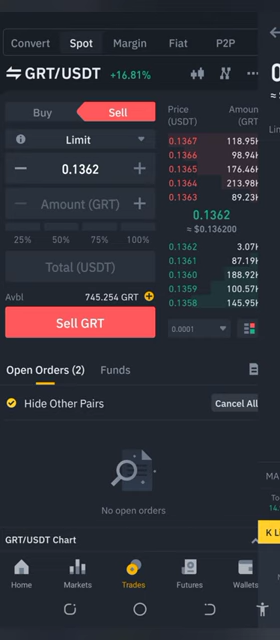 Convert Spot Margin Fiat P2P
GRT/USDT +16.81%
Buy Sell
Limit
0.1362
Amount (GRT)
25% 50% 75% 100%
Total (USDT)
Avbl 745.254 GRT
Sell GRT
Price (USDT) Amount (GRT)
0.1367 118.95K
0.1366 98.94K
0.1365 176.46K
0.1364 213.98K
0.1363 89.23K
0.1362
≈ $0.136200
0.1362 3.07K
0.1361 87.19K
0.1360 188.92K
0.1359 100.57K
0.1358 145.95K
0.0001
Open Orders (2) Funds
Hide Other Pairs Cancel All
No open orders
GRT/USDT Chart
Home Markets Trades Futures Wallets